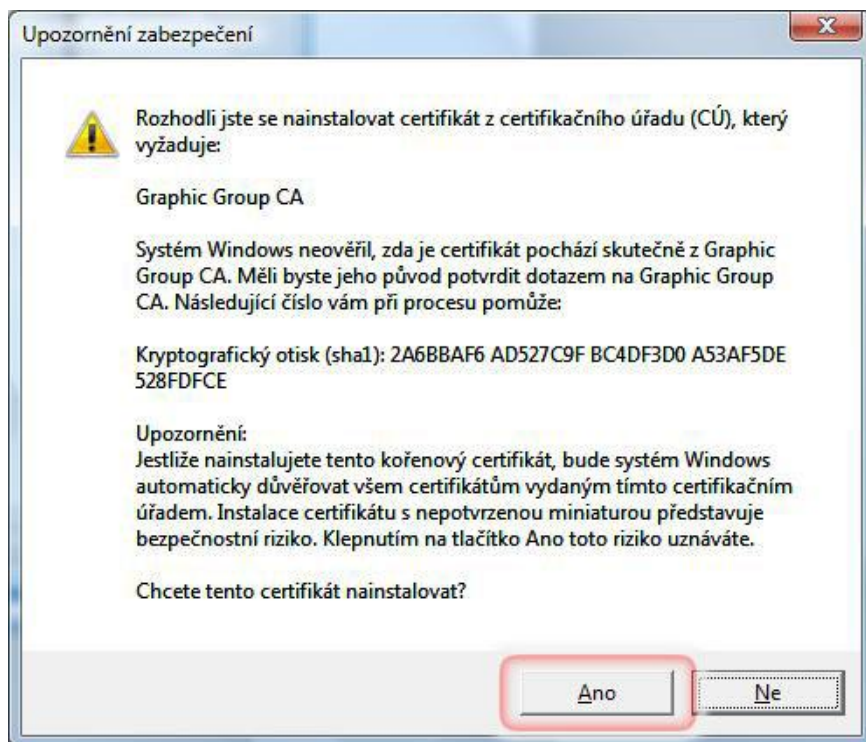 Upozornění zabezpečení
Rozhodli jste se nainstalovat certifikát z certifikačního úřadu (CÚ), který
vyžaduje:
Graphic Group CA
Systém Windows neověřil, zda je certifikát pochází skutečně z Graphic
Group CA. Měli byste jeho původ potvrdit dotazem na Graphic Group
CA. Následující číslo vám při procesu pomůže:
Kryptografický otisk (sha1): 2A6BBAF6 AD527C9F BC4DF3D0 A53AF5DE
528FDFCE
Upozornění:
Jestliže nainstalujete tento kořenový certifikát, bude systém Windows
automaticky důvěřovat všem certifikátům vydaným tímto certifikačním
úřadem. Instalace certifikátu s nepotvrzenou miniaturou představuje
bezpečnostní riziko. Klepnutím na tlačítko Ano toto riziko uznáváte.
Chcete tento certifikát nainstalovat?
Ano
Ne